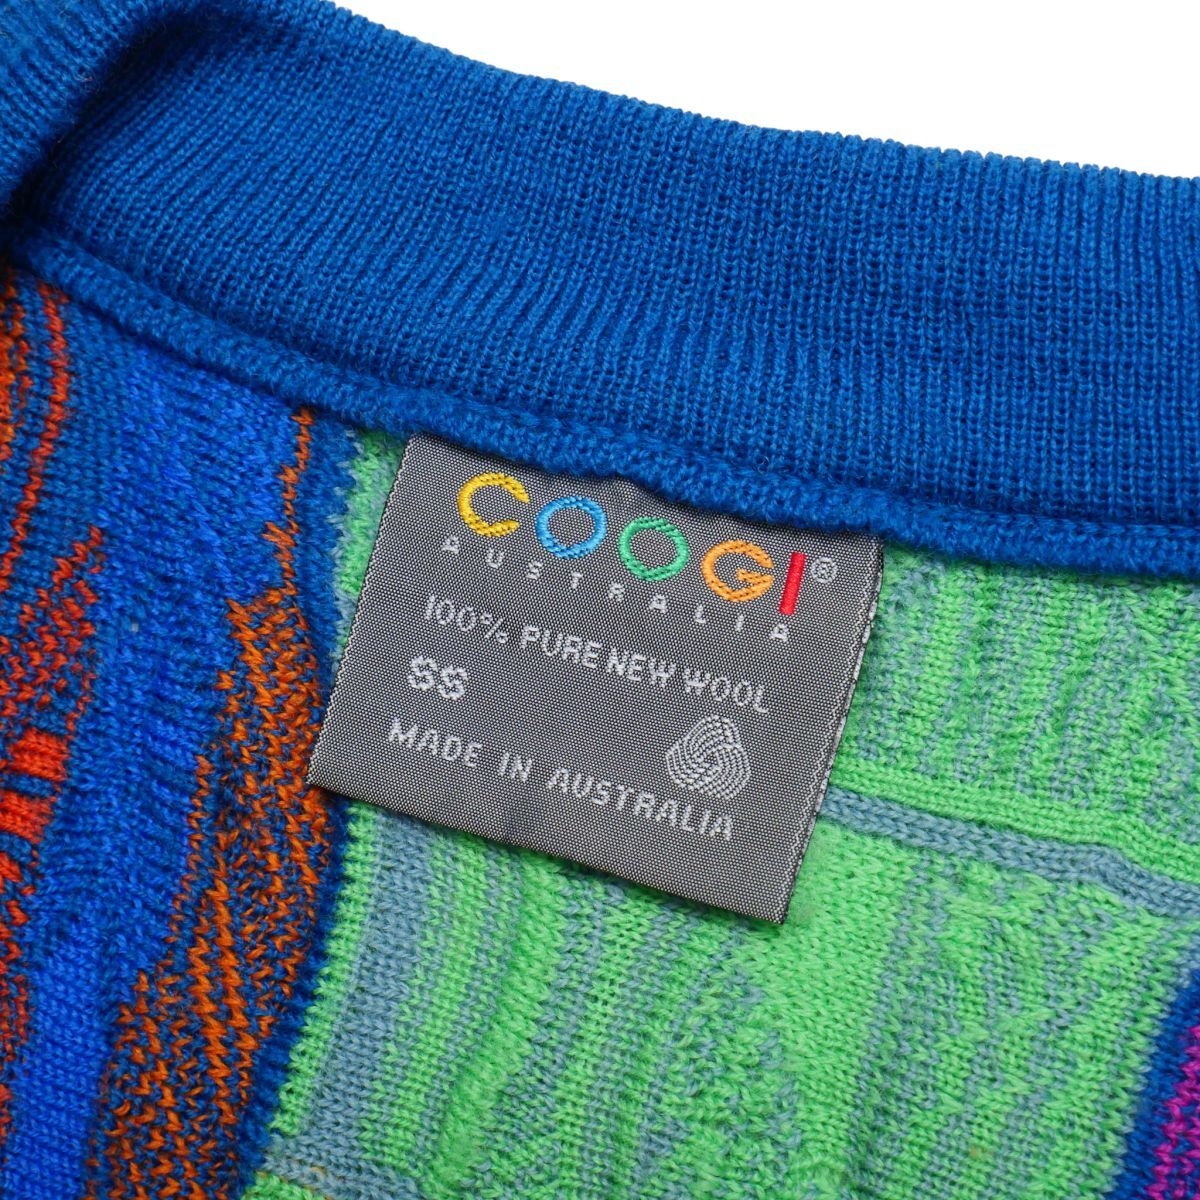 COOGI®
AUSTRALIA
100% PURE NEW WOOL
SS
MADE IN AUSTRALIA